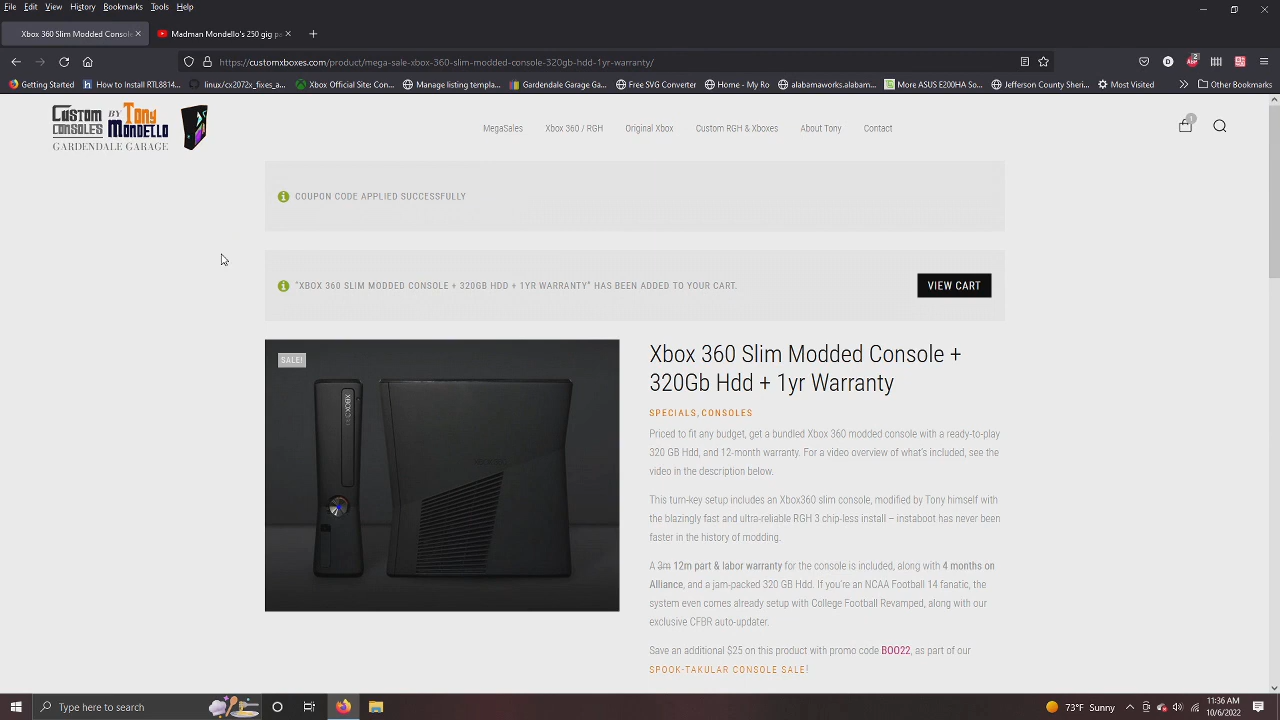 File Edit View History Bookmarks Tools Help
Xbox 360 Slim Modded Console
Madman Mondello's 250 gig pa
https://customxboxes.com/product/mega-sale-xbox-360-slim-modded-console-320gb-hdd-1yr-warranty/
Getting Started
How to Install RTL8814...
linux/cx2072x_fixes_a...
Xbox Official Site Con...
Manage listing templa...
Gardendale Garage Ga...
Free SVG Converter
Home - My Ro
Home - Canva
More ASUS E200HA So...
Shenzhen
Most Visited
Other Bookmarks
Custom BY Tony
Consoles Mondello
GARDENDALE GARAGE
MegaSales
Xbox 360 / RGH
Original Xbox
Custom RGH & Xboxes
About Tony
Contact
1
COUPON CODE APPLIED SUCCESSFULLY
"XBOX 360 SLIM MODDED CONSOLE + 320GB HDD + 1YR WARRANTY" HAS BEEN ADDED TO YOUR CART.
VIEW CART
SALE!
Xbox 360 Slim Modded Console +
320Gb Hdd + 1yr Warranty
SPECIALS, CONSOLES
Priced to fit any budget, get a bundled Xbox 360 modded console with a ready-to-play
320 GB Hdd, and 12-month warranty. For a video overview of what's included, see the
video in the description below.
This turn-key setup includes an Xbox360 slim console, modified by Tony himself with
the blazingly fast and ultra-reliable RGH 3 chip-less install – instaboot has never been
faster in the history of modding.
A 3m 12m part & labor warranty for the console is included, along with 4 months on
Alliance, and a jam-packed 320 GB Hdd. If you're an NCAA Football 14 fanatic, the
system even comes already setup with College Football Revamped, along with our
exclusive CFBR auto-updater.
Save an additional $25 on this product with promo code BOO22, as part of our
SPOOK-TAKULAR CONSOLE SALE!
Type here to search
73°F Sunny
11:36 AM
10/6/2022